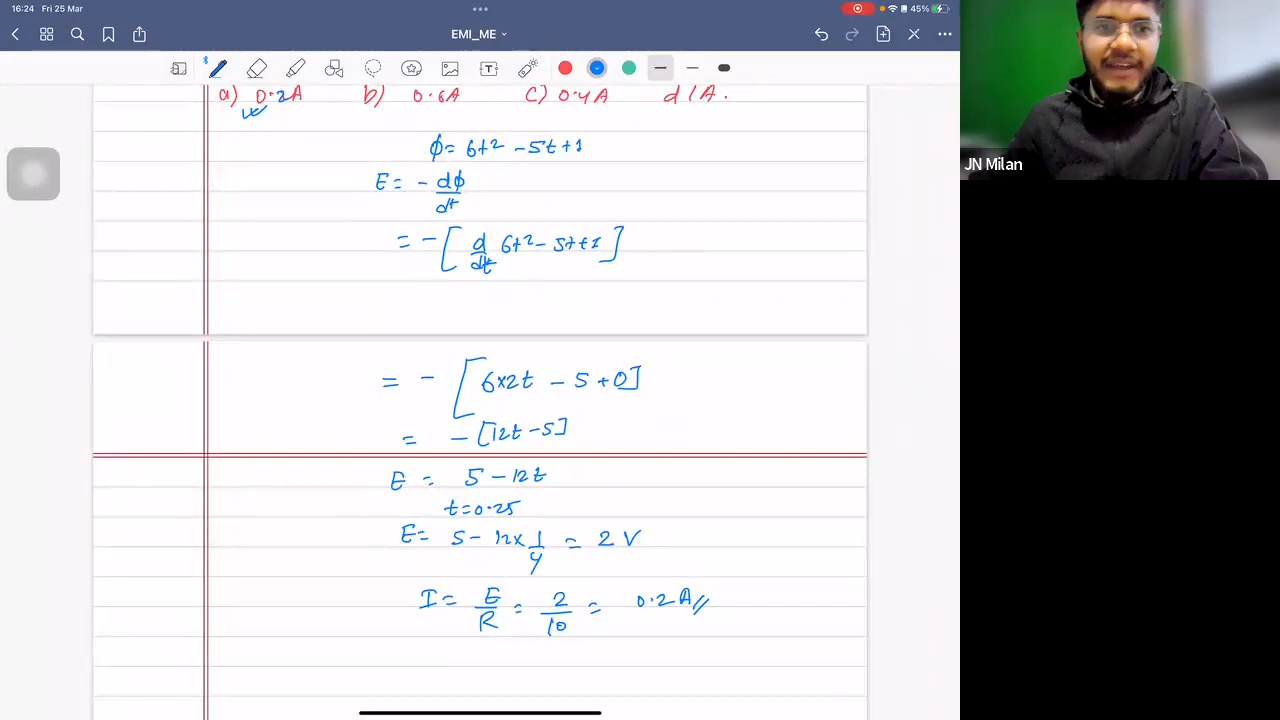 16:24 Fri 25 Mar
45%
EMI_ME
a) 0.2A b) 0.6A c) 0.4A d 1A.
ϕ= 6t² -5t+1
E= - dϕ/dt
= - [ d/dt 6t² - 5t+1 ]
= - [ 6×2t - 5 +0]
= - [12t -5]
E = 5 - 12t
t=0.25
E= 5 - 12× 1/4 = 2 V
I= E/R = 2/10 = 0.2 A//
JN Milan